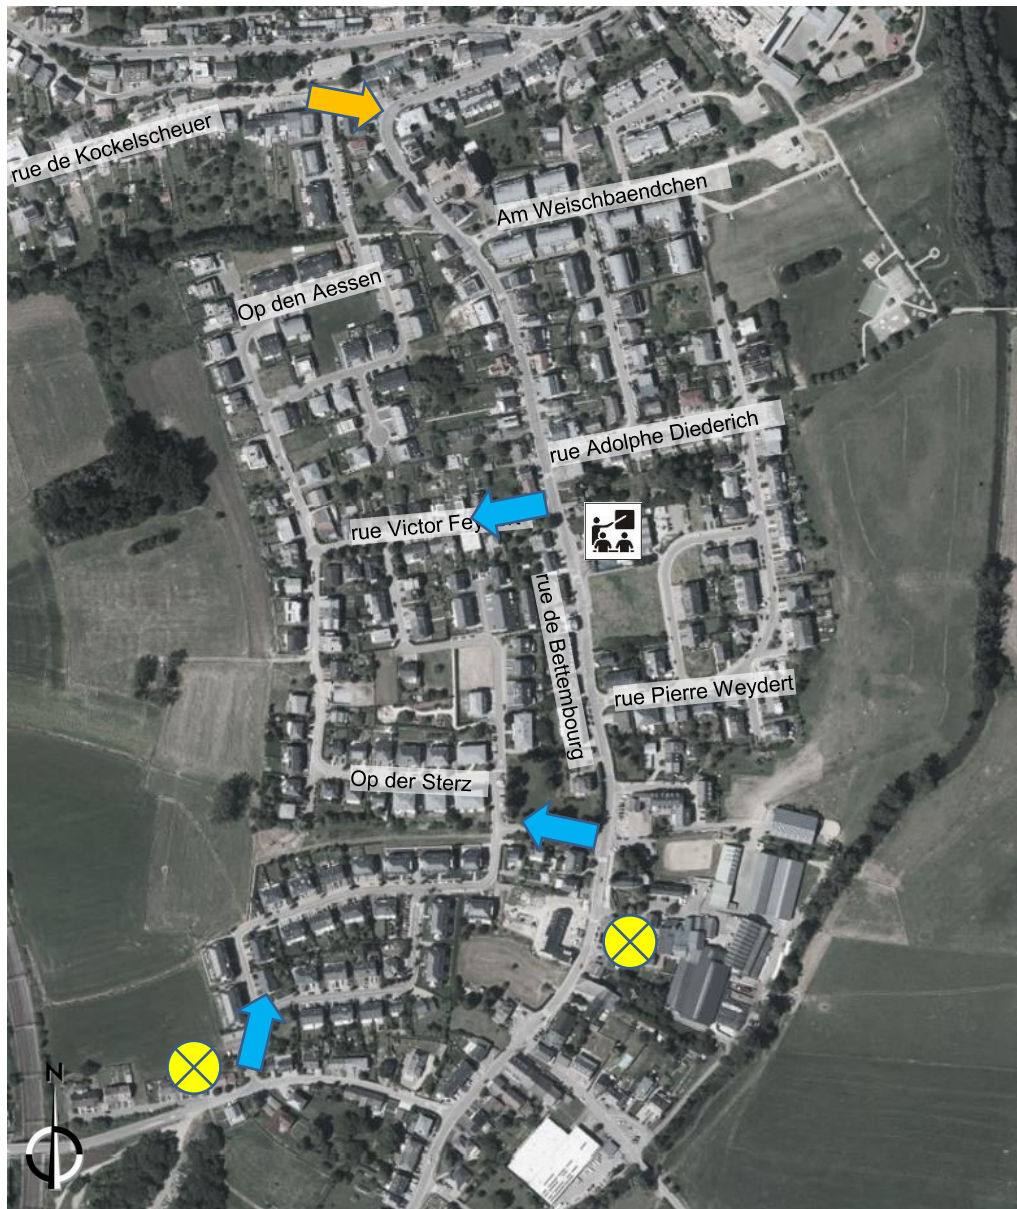 rue de Kockelscheuer
Am Weischbaendchen
Op den Aessen
rue Adolphe Diederich
rue Victor
rue de Bettembourg
rue Pierre Weydert
Op der Sterz
N